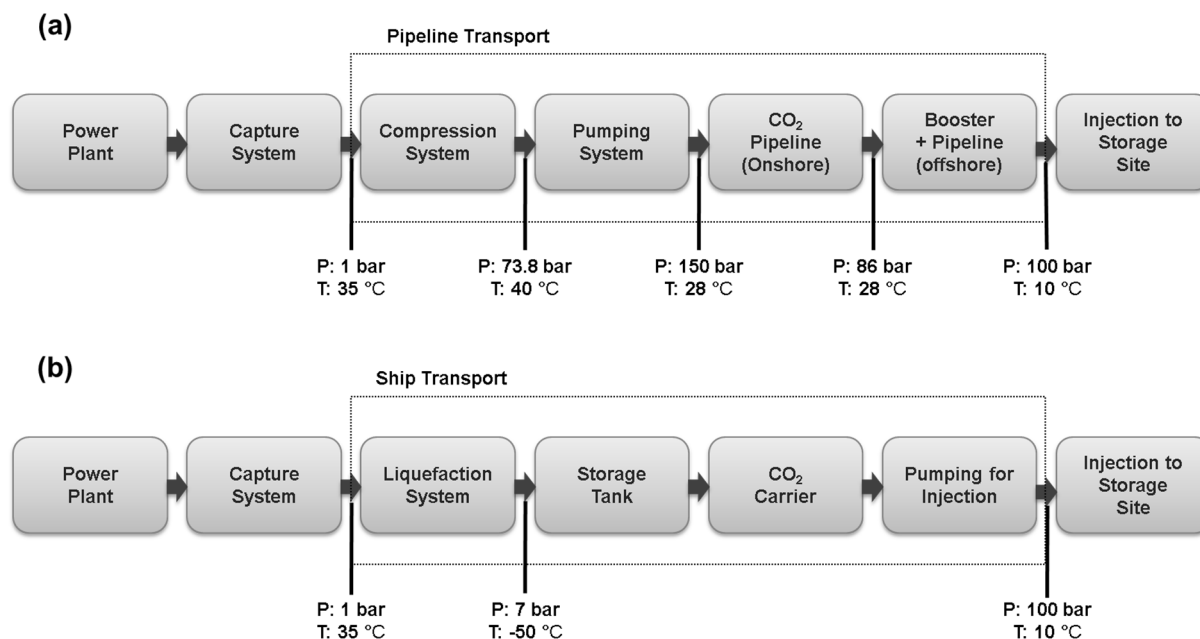 (a)
Pipeline Transport
Power
Plant
Capture
System
Compression
System
Pumping
System
CO₂
Pipeline
(Onshore)
Booster
+ Pipeline
(offshore)
Injection to
Storage
Site
P: 1 bar
T: 35 °C
P: 73.8 bar
T: 40 °C
P: 150 bar
T: 28 °C
P: 86 bar
T: 28 °C
P: 100 bar
T: 10 °C
(b)
Ship Transport
Power
Plant
Capture
System
Liquefaction
System
Storage
Tank
CO₂
Carrier
Pumping for
Injection
Injection to
Storage
Site
P: 1 bar
T: 35 °C
P: 7 bar
T: -50 °C
P: 100 bar
T: 10 °C